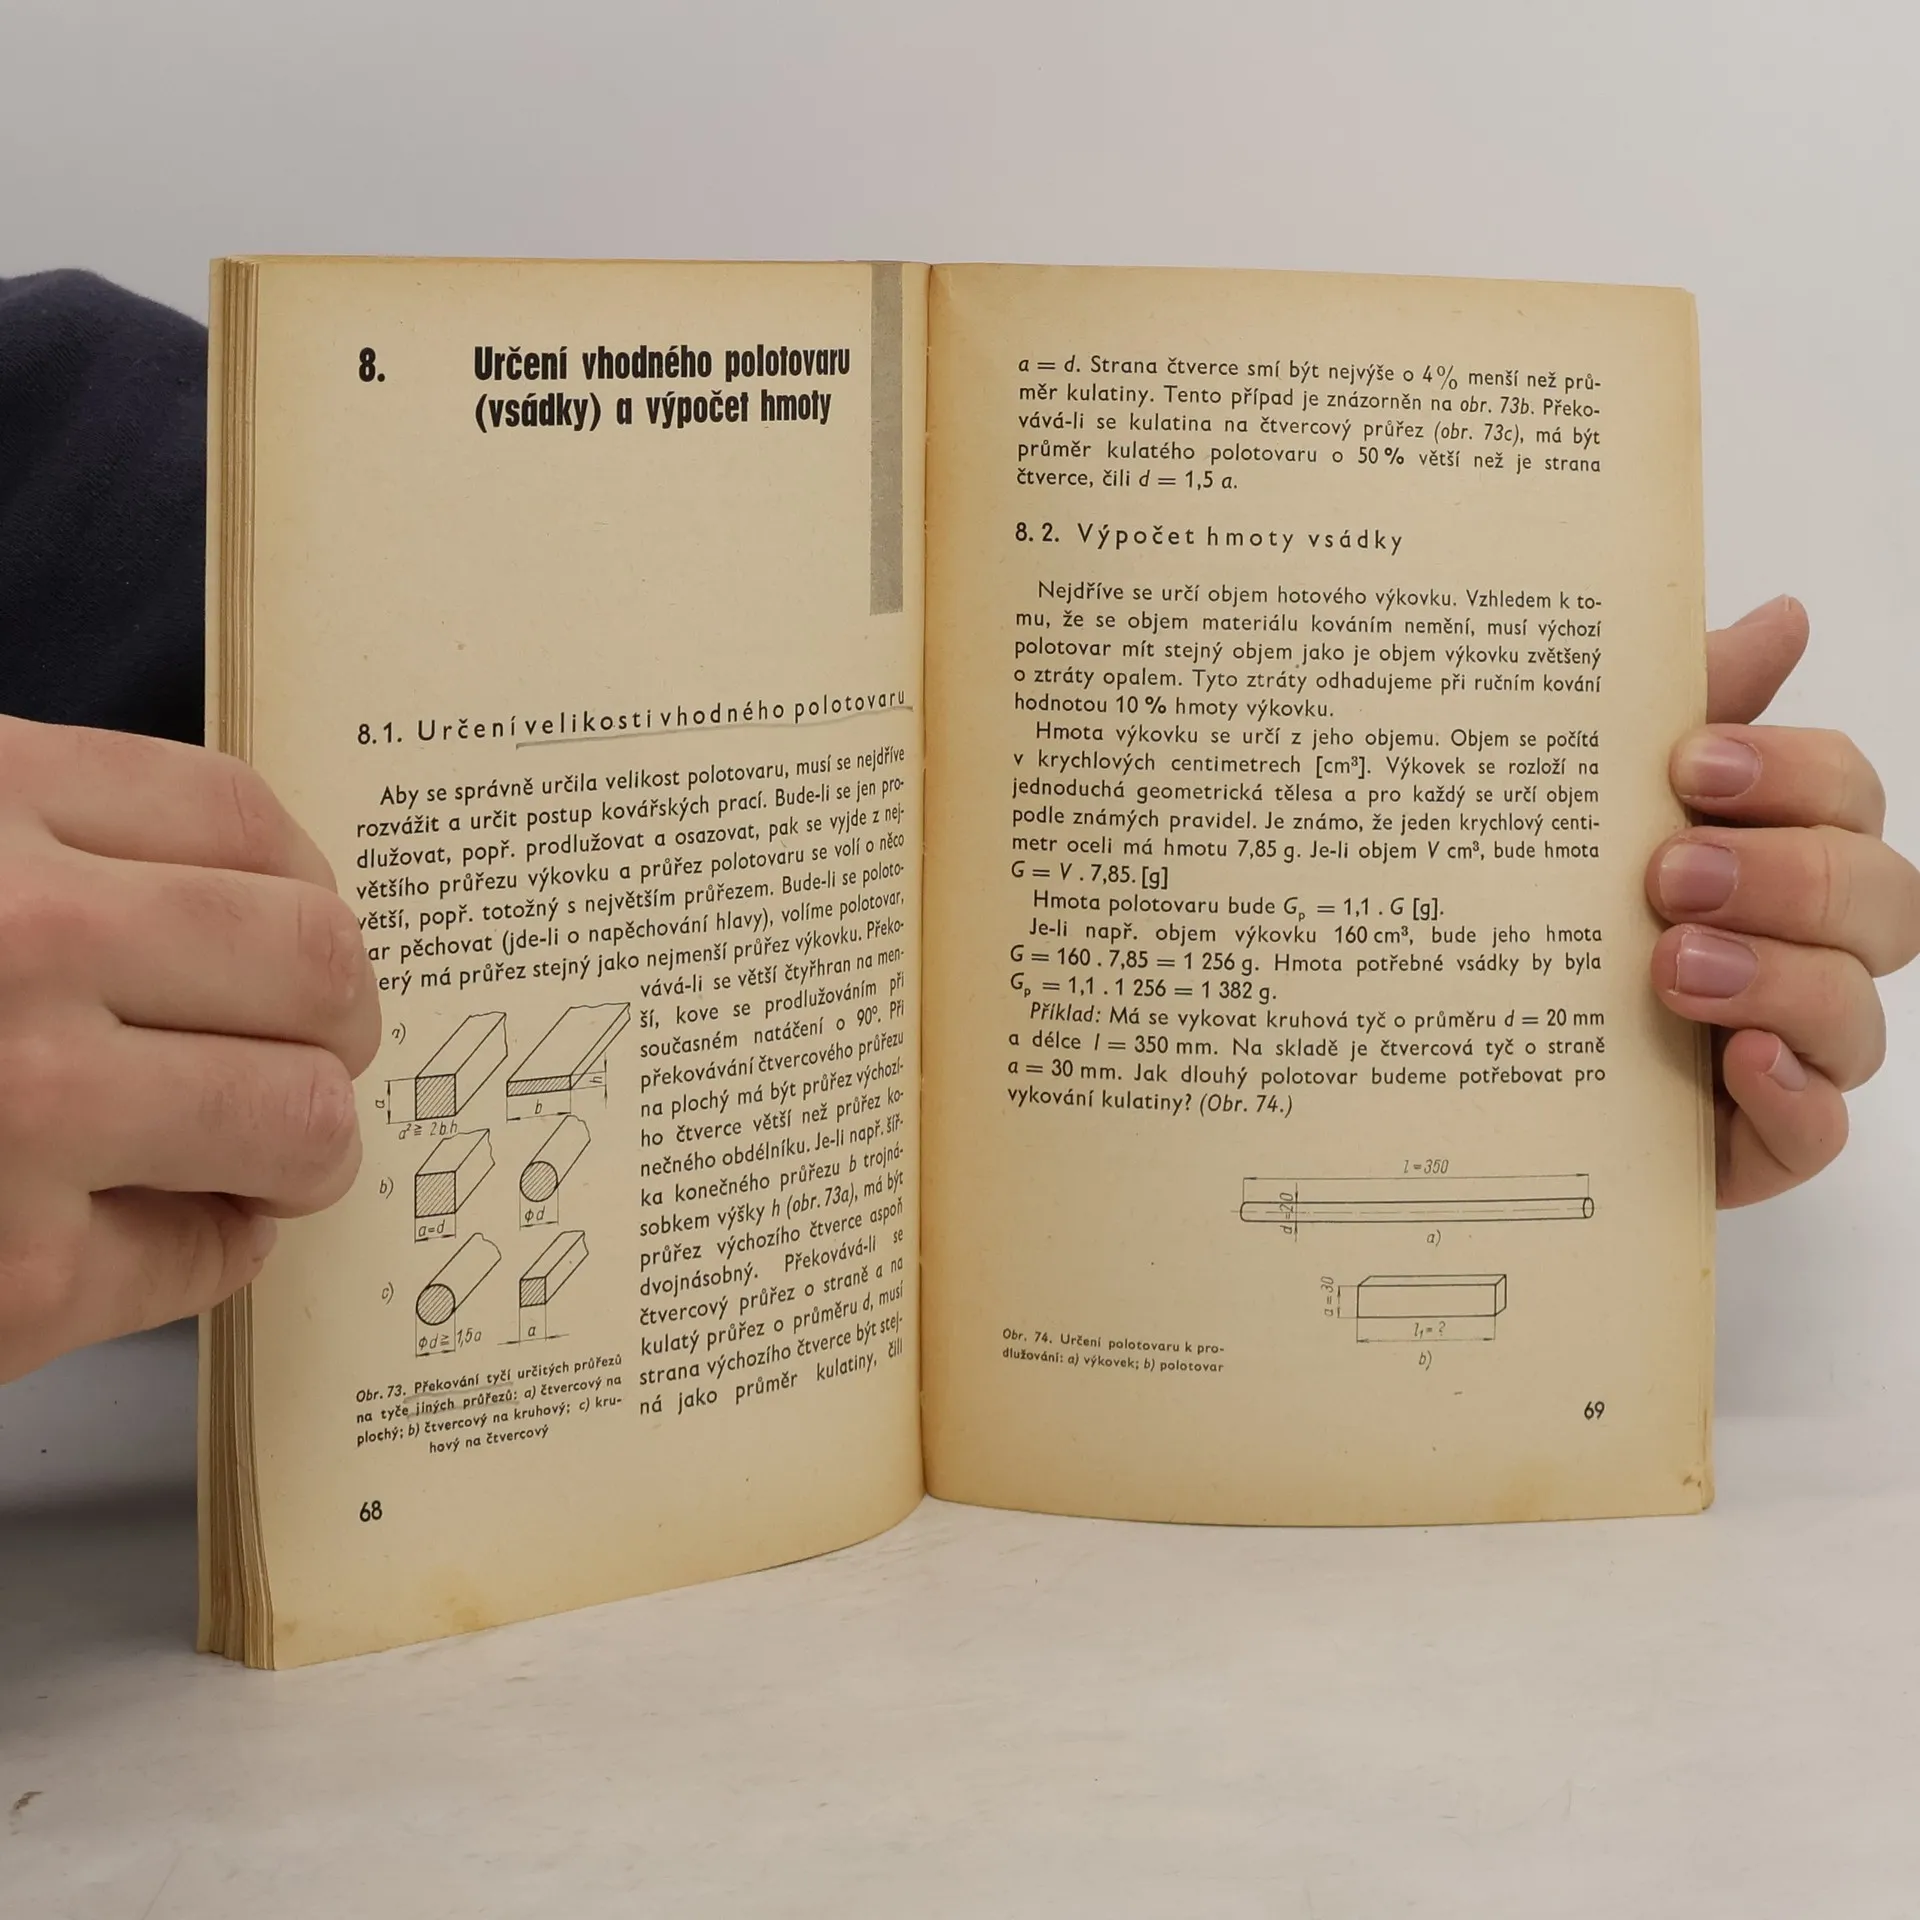 8.
Určení vhodného polotovaru
(vsádky) a výpočet hmoty
8.1. Určení velikosti vhodného polotovaru
Aby se správně určila velikost polotovaru, musí se nejdříve
rozvážit a určit postup kovářských prací. Bude-li se jen pro-
dlužovat, popř. prodlužovat a osazovat, pak se vyjde z nej-
většího průřezu výkovku a průřez polotovaru se volí o něco
větší, popř. totožný s největším průřezem. Bude-li se poloto-
ar pěchovat (jde-li o napěchování hlavy), volíme polotovar,
erý má průřez stejný jako nejmenší průřez výkovku. Překo-
vává-li se větší čtyřhran na men-
ší, kove se prodlužováním při
současném natáčení o 90°. Při
překovávání čtvercového průřezu
na plochý má být průřez výchozí-
ho čtverce větší než průřez ko-
nečného obdélníku. Je-li např. šíř-
ka konečného průřezu b trojná-
sobkem výšky h (obr. 73a), má být
průřez výchozího čtverce aspoň
dvojnásobný. Překovává-li se
čtvercový průřez o straně a na
kulatý průřez o průměru d, musí
strana výchozího čtverce být stej-
ná jako průměr kulatiny, čili
a)
a
h
b
a² ≧ 2b.h
b)
a=d
ϕd
c)
ϕd ≧ 1,5a
a
Obr. 73. Překování tyčí určitých průřezů
na tyče jiných průřezů: a) čtvercový na
plochý; b) čtvercový na kruhový; c) kru-
hový na čtvercový
68
a = d. Strana čtverce smí být nejvýše o 4% menší než prů-
měr kulatiny. Tento případ je znázorněn na obr. 73b. Překo-
vává-li se kulatina na čtvercový průřez (obr. 73c), má být
průměr kulatého polotovaru o 50 % větší než je strana
čtverce, čili d = 1,5 a.
8. 2. Výpočet hmoty vsádky
Nejdříve se určí objem hotového výkovku. Vzhledem k to-
mu, že se objem materiálu kováním nemění, musí výchozí
polotovar mít stejný objem jako je objem výkovku zvětšený
o ztráty opalem. Tyto ztráty odhadujeme při ručním kování
hodnotou 10 % hmoty výkovku.
Hmota výkovku se určí z jeho objemu. Objem se počítá
v krychlových centimetrech [cm³]. Výkovek se rozloží na
jednoduchá geometrická tělesa a pro každý se určí objem
podle známých pravidel. Je známo, že jeden krychlový centi-
metr oceli má hmotu 7,85 g. Je-li objem V cm³, bude hmota
G = V . 7,85. [g]
Hmota polotovaru bude Gₚ = 1,1 . G [g].
Je-li např. objem výkovku 160 cm³, bude jeho hmota
G = 160 . 7,85 = 1 256 g. Hmota potřebné vsádky by byla
Gₚ = 1,1 . 1 256 = 1 382 g.
Příklad: Má se vykovat kruhová tyč o průměru d = 20 mm
a délce l = 350 mm. Na skladě je čtvercová tyč o straně
a = 30 mm. Jak dlouhý polotovar budeme potřebovat pro
vykování kulatiny? (Obr. 74.)
l=350
d=20
a)
a=30
l₁=?
b)
Obr. 74. Určení polotovaru k pro-
dlužování: a) výkovek; b) polotovar
69